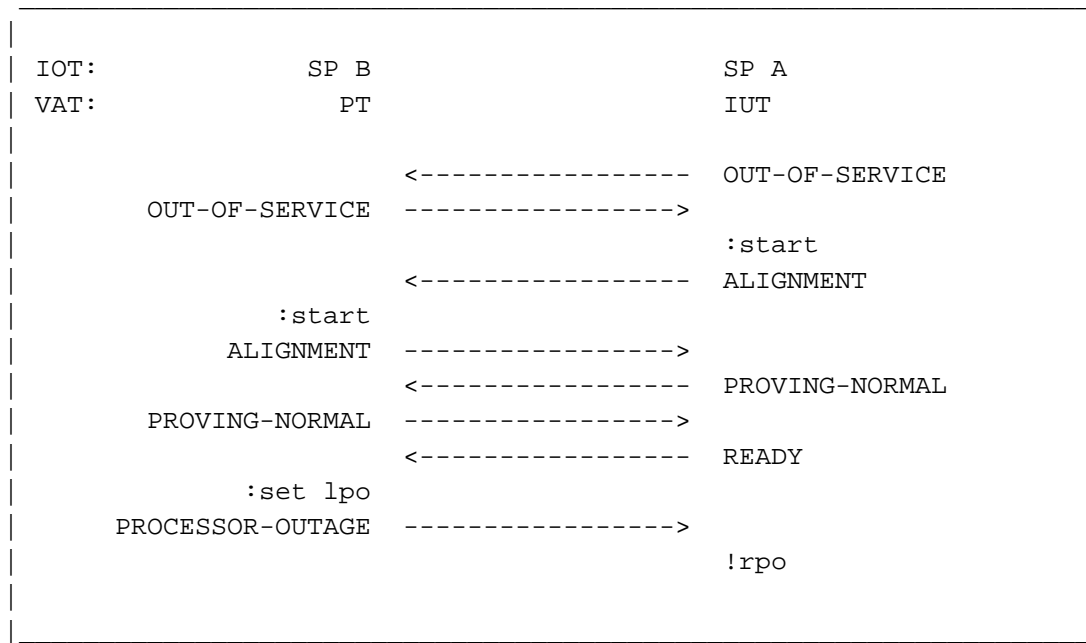 IOT: SP B SP A
VAT: PT IUT
<----------------- OUT-OF-SERVICE
OUT-OF-SERVICE ----------------->
:start
<----------------- ALIGNMENT
:start
ALIGNMENT ----------------->
<----------------- PROVING-NORMAL
PROVING-NORMAL ----------------->
<----------------- READY
:set lpo
PROCESSOR-OUTAGE ----------------->
!rpo